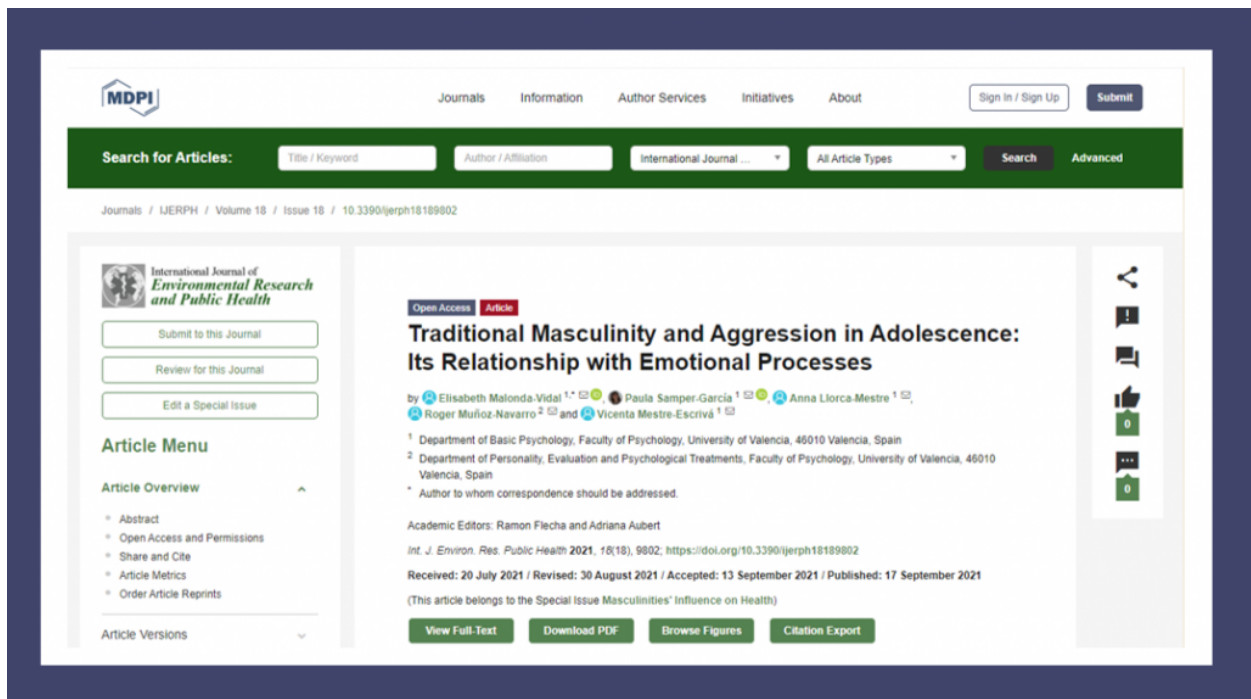 MDPI
Journals Information Author Services Initiatives About Sign In / Sign Up Submit
Search for Articles: Title / Keyword Author / Affiliation International Journal ... All Article Types Search Advanced
Journals / IJERPH / Volume 18 / Issue 18 / 10.3390/ijerph18189802
International Journal of
Environmental Research
and Public Health
Submit to this Journal
Review for this Journal
Edit a Special Issue
Article Menu
Article Overview
Abstract
Open Access and Permissions
Share and Cite
Article Metrics
Order Article Reprints
Article Versions
Open Access Article
Traditional Masculinity and Aggression in Adolescence:
Its Relationship with Emotional Processes
by Elisabeth Malonda-Vidal 1,* , Paula Samper-García 1 , Anna Llorca-Mestre 1 ,
Roger Muñoz-Navarro 2 and Vicenta Mestre-Escrivá 1
1 Department of Basic Psychology, Faculty of Psychology, University of Valencia, 46010 Valencia, Spain
2 Department of Personality, Evaluation and Psychological Treatments, Faculty of Psychology, University of Valencia, 46010
Valencia, Spain
* Author to whom correspondence should be addressed.
Academic Editors: Ramon Flecha and Adriana Aubert
Int. J. Environ. Res. Public Health 2021, 18(18), 9802; https://doi.org/10.3390/ijerph18189802
Received: 20 July 2021 / Revised: 30 August 2021 / Accepted: 13 September 2021 / Published: 17 September 2021
(This article belongs to the Special Issue Masculinities' Influence on Health)
View Full-Text Download PDF Browse Figures Citation Export
0
0